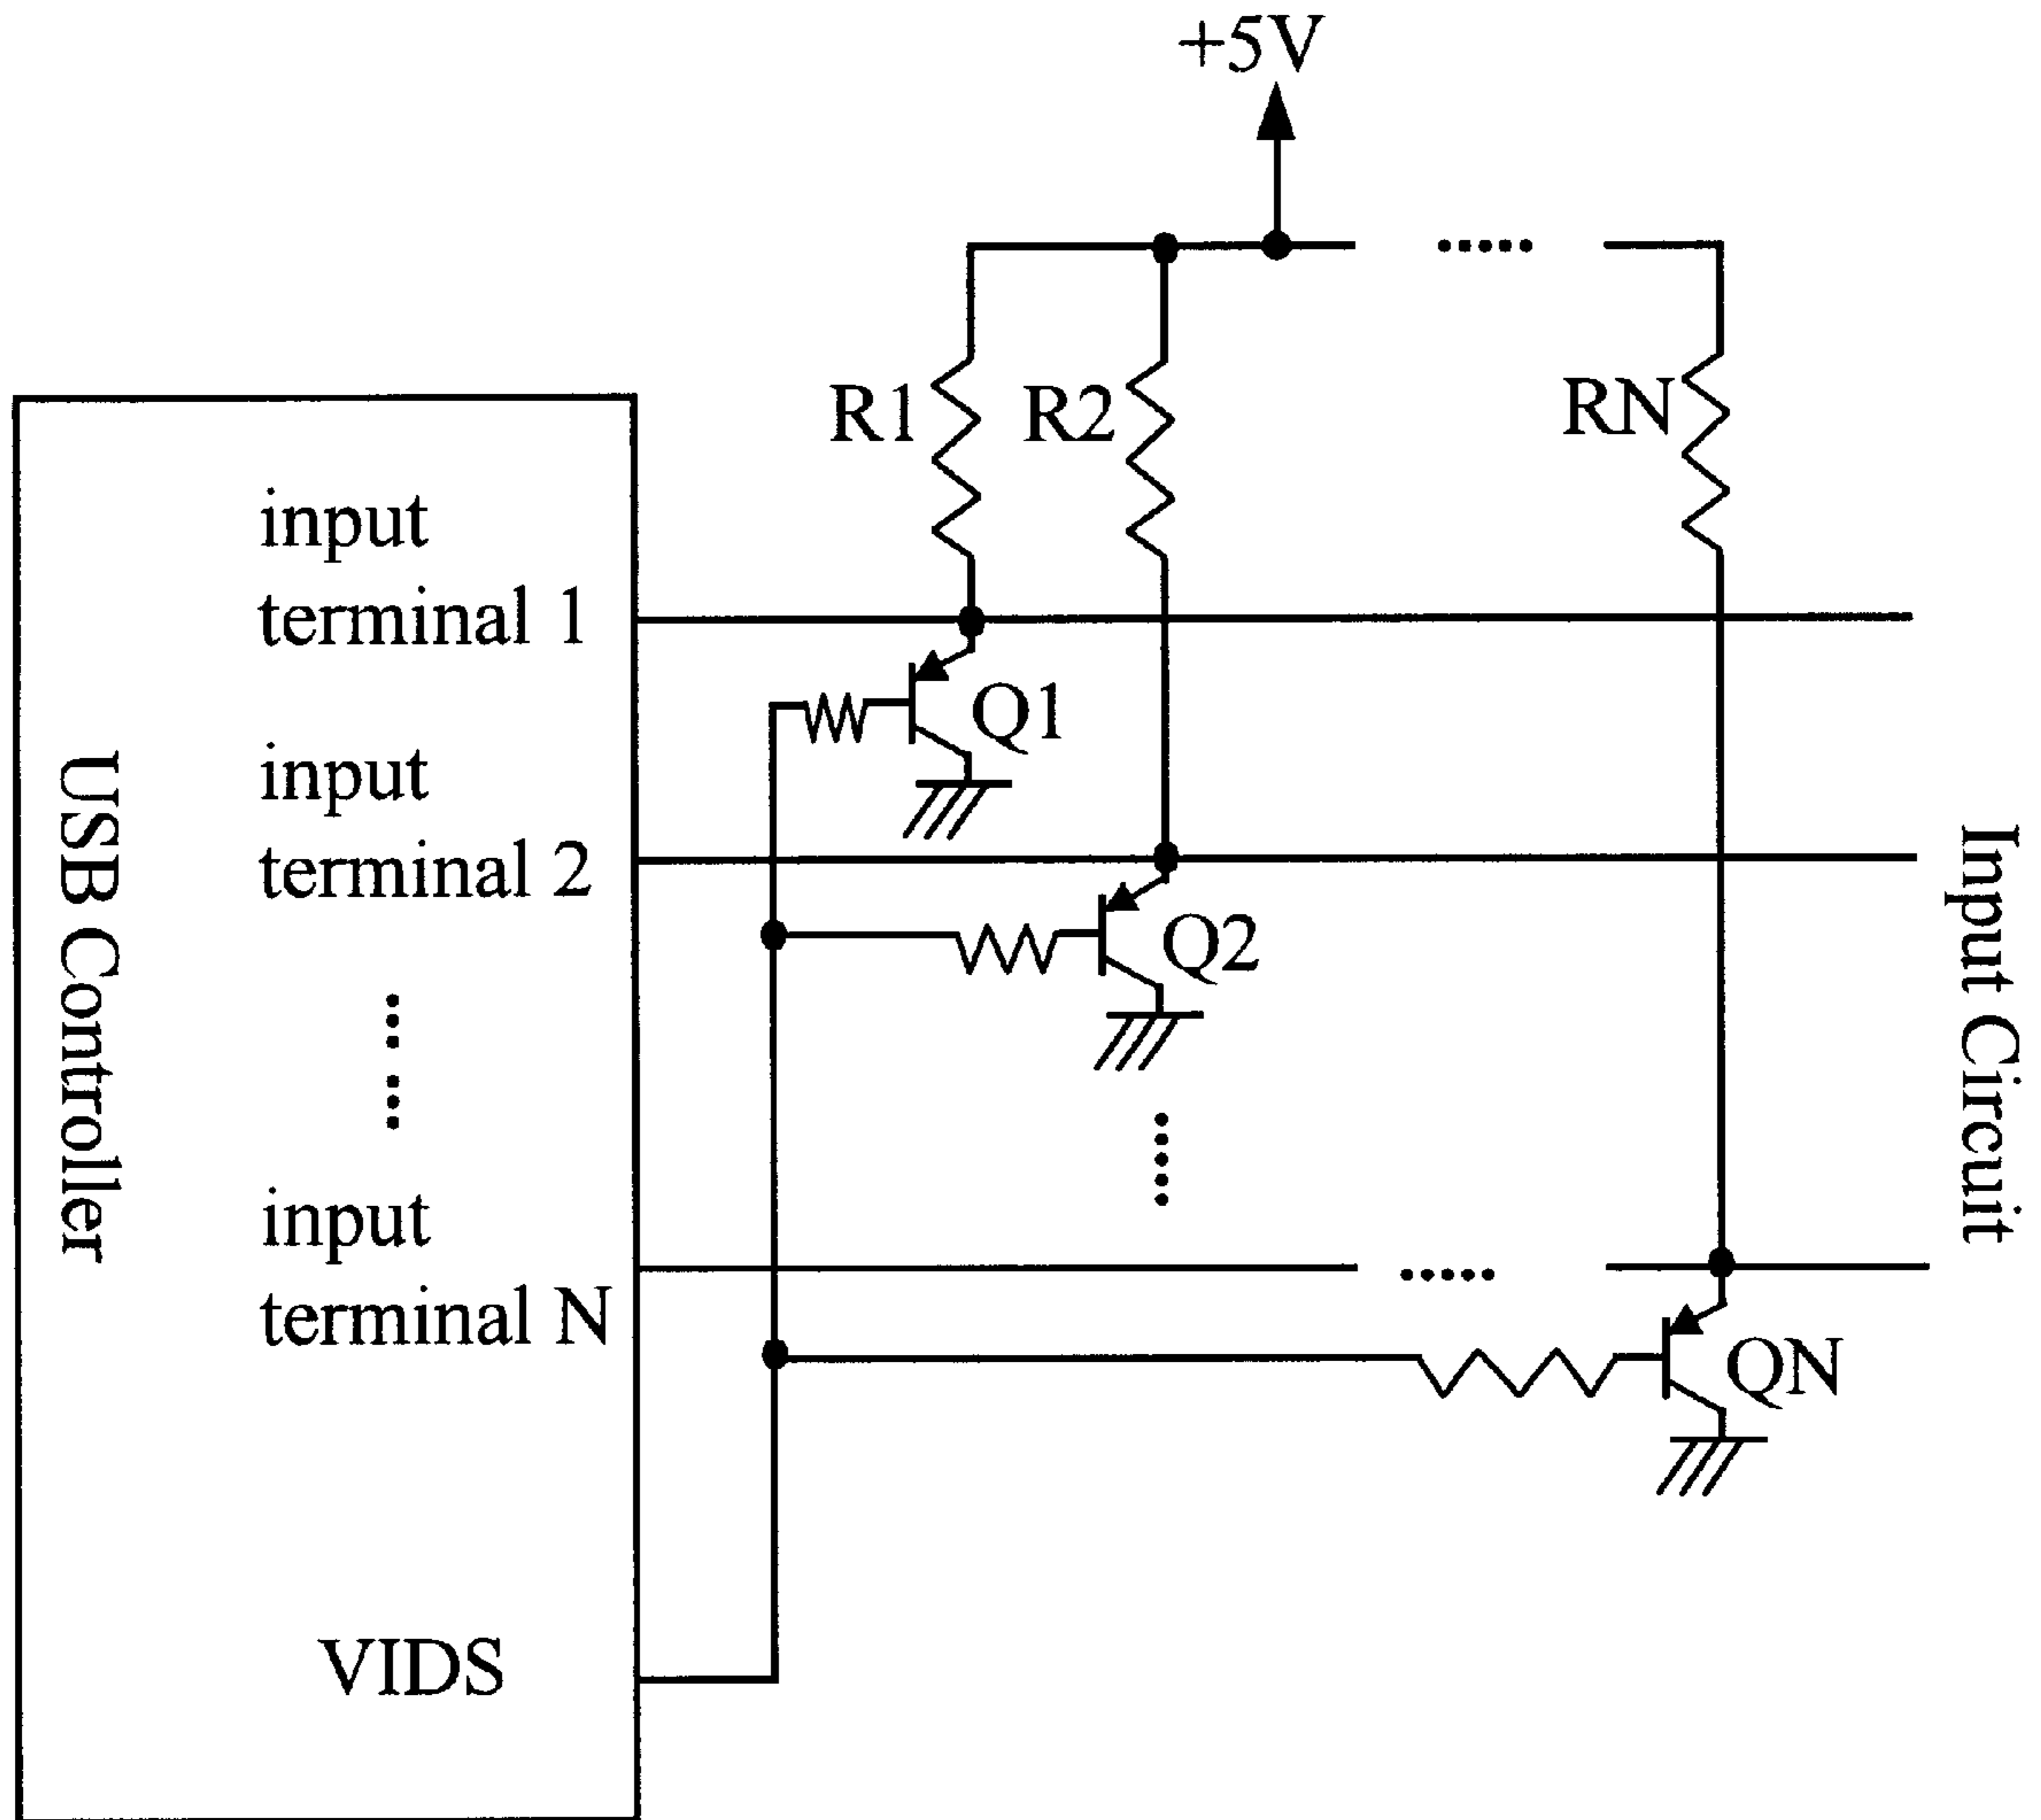 +5V
R1
R2
RN
input
terminal 1
Q1
input
terminal 2
Q2
USB Controller
Input Circuit
input
terminal N
QN
VIDS